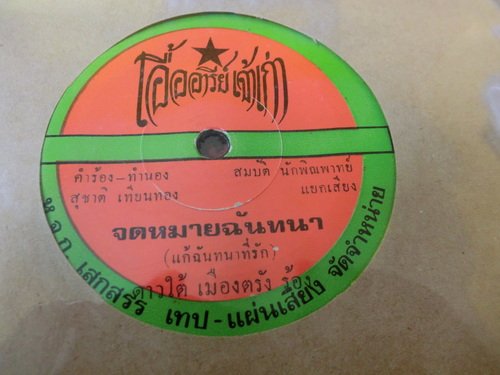 เอื้ออารีย์ เจ้าเก่า
คำร้อง-ทำนอง
สุชาติ เทียนทอง
สมบัติ นักพิณพาทย์
แยกเสียง
จดหมายฉันทนา
(แก้ฉันทนาที่รัก)
ดาวใต้ เมืองตรัง ร้อง
ห.จ.ก. เสกสรร เทป-แผ่นเสียง จัดจำหน่าย